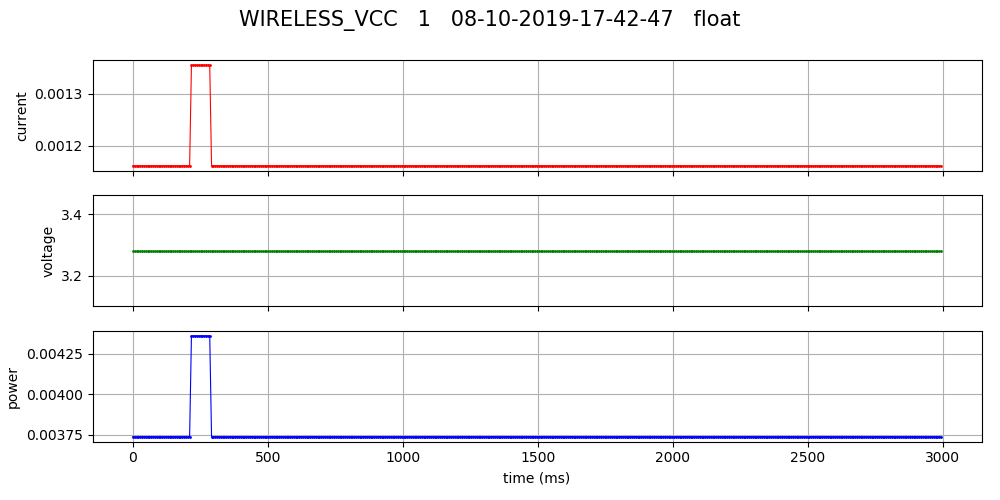 WIRELESS_VCC 1 08-10-2019-17-42-47 float
0.0013
0.0012
current
3.4
3.2
voltage
0.00425
0.00400
0.00375
power
0 500 1000 1500 2000 2500 3000
time (ms)